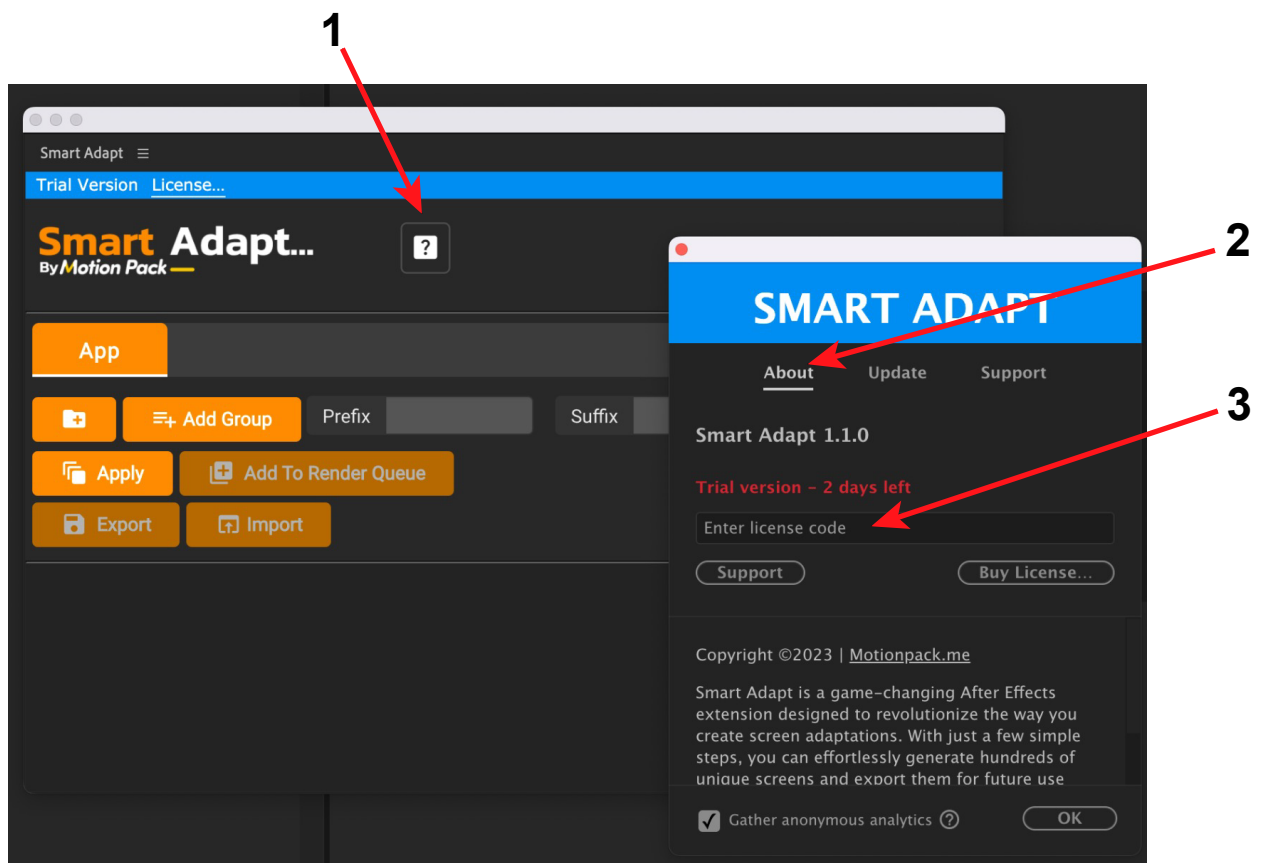 1
Smart Adapt
Trial Version License...
Smart Adapt...
By Motion Pack
?
2
SMART ADAPT
App
About Update Support
Add Group Prefix Suffix
3
Smart Adapt 1.1.0
Apply Add To Render Queue
Trial version – 2 days left
Export Import
Enter license code
Support Buy License...
Copyright ©2023 | Motionpack.me
Smart Adapt is a game-changing After Effects
extension designed to revolutionize the way you
create screen adaptations. With just a few simple
steps, you can effortlessly generate hundreds of
unique screens and export them for future use
Gather anonymous analytics ? OK